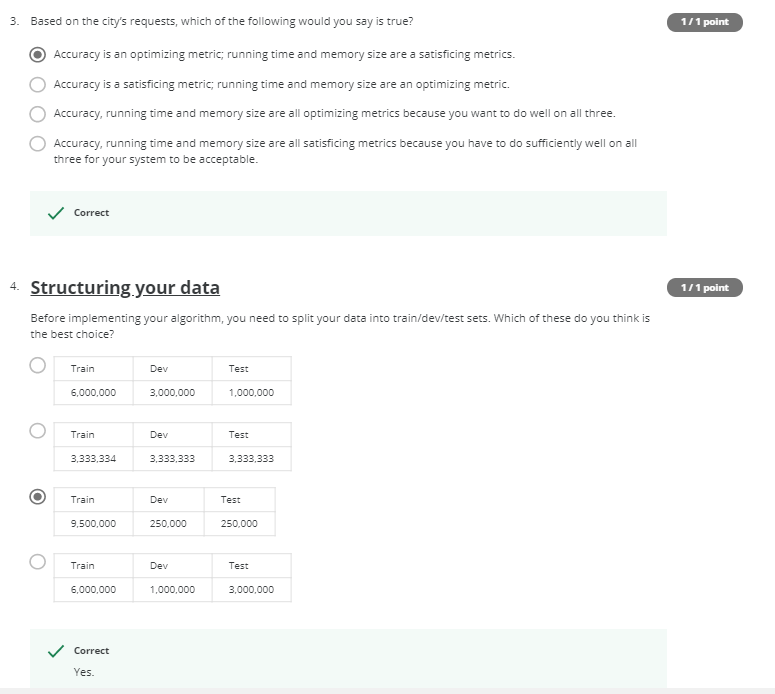 3. Based on the city's requests, which of the following would you say is true?
1 / 1 point
Accuracy is an optimizing metric; running time and memory size are a satisficing metrics.
Accuracy is a satisficing metric; running time and memory size are an optimizing metric.
Accuracy, running time and memory size are all optimizing metrics because you want to do well on all three.
Accuracy, running time and memory size are all satisficing metrics because you have to do sufficiently well on all
three for your system to be acceptable.
Correct
4. Structuring your data
1 / 1 point
Before implementing your algorithm, you need to split your data into train/dev/test sets. Which of these do you think is
the best choice?
Train Dev Test
6,000,000 3,000,000 1,000,000
Train Dev Test
3,333,334 3,333,333 3,333,333
Train Dev Test
9,500,000 250,000 250,000
Train Dev Test
6,000,000 1,000,000 3,000,000
Correct
Yes.